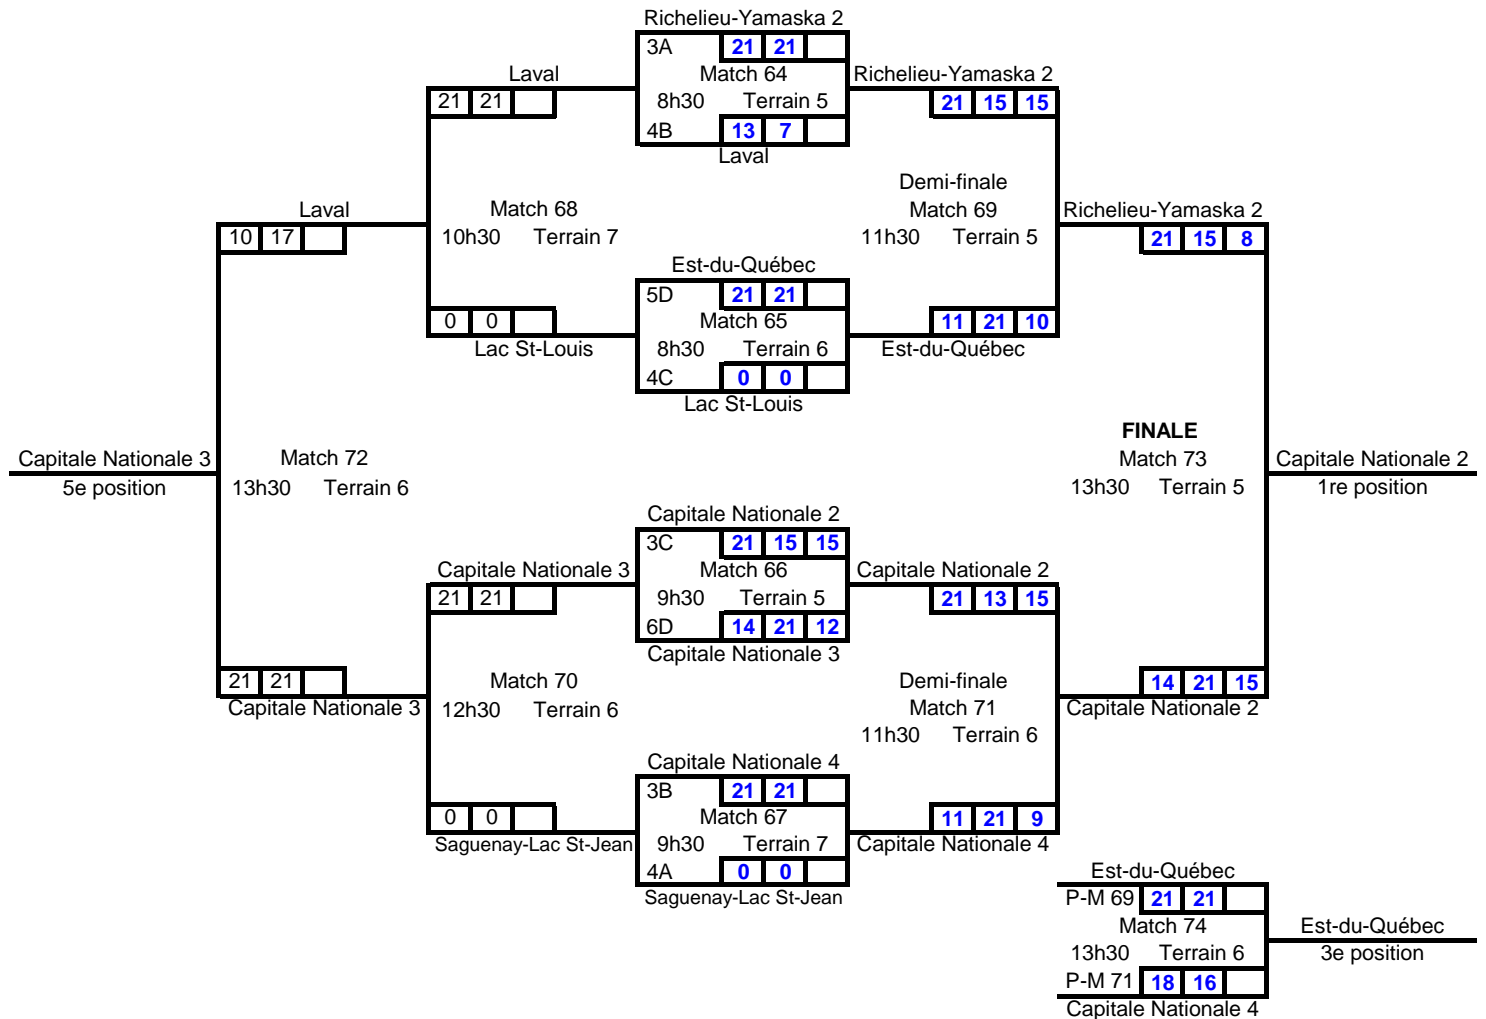 Richelieu-Yamaska 2
3A 21 21
Laval Match 64 Richelieu-Yamaska 2
21 21 8h30 Terrain 5 21 15 15
4B 13 7
Laval
Demi-finale
Laval Match 68 Match 69 Richelieu-Yamaska 2
10 17 10h30 Terrain 7 11h30 Terrain 5 21 15 8
Est-du-Québec
5D 21 21
0 0 Match 65 11 21 10
Lac St-Louis 8h30 Terrain 6 Est-du-Québec
4C 0 0
Lac St-Louis
FINALE
Capitale Nationale 3 Match 72 Match 73 Capitale Nationale 2
5e position 13h30 Terrain 6 13h30 Terrain 5 1re position
Capitale Nationale 2
3C 21 15 15
Capitale Nationale 3 Match 66 Capitale Nationale 2
21 21 9h30 Terrain 5 21 13 15
6D 14 21 12
Capitale Nationale 3
21 21 Match 70 Demi-finale 14 21 15
Capitale Nationale 3 12h30 Terrain 6 Match 71 Capitale Nationale 2
11h30 Terrain 6
Capitale Nationale 4
3B 21 21
0 0 Match 67 11 21 9
Saguenay-Lac St-Jean 9h30 Terrain 7 Capitale Nationale 4
4A 0 0 Est-du-Québec
Saguenay-Lac St-Jean P-M 69 21 21
Match 74 Est-du-Québec
13h30 Terrain 6 3e position
P-M 71 18 16
Capitale Nationale 4